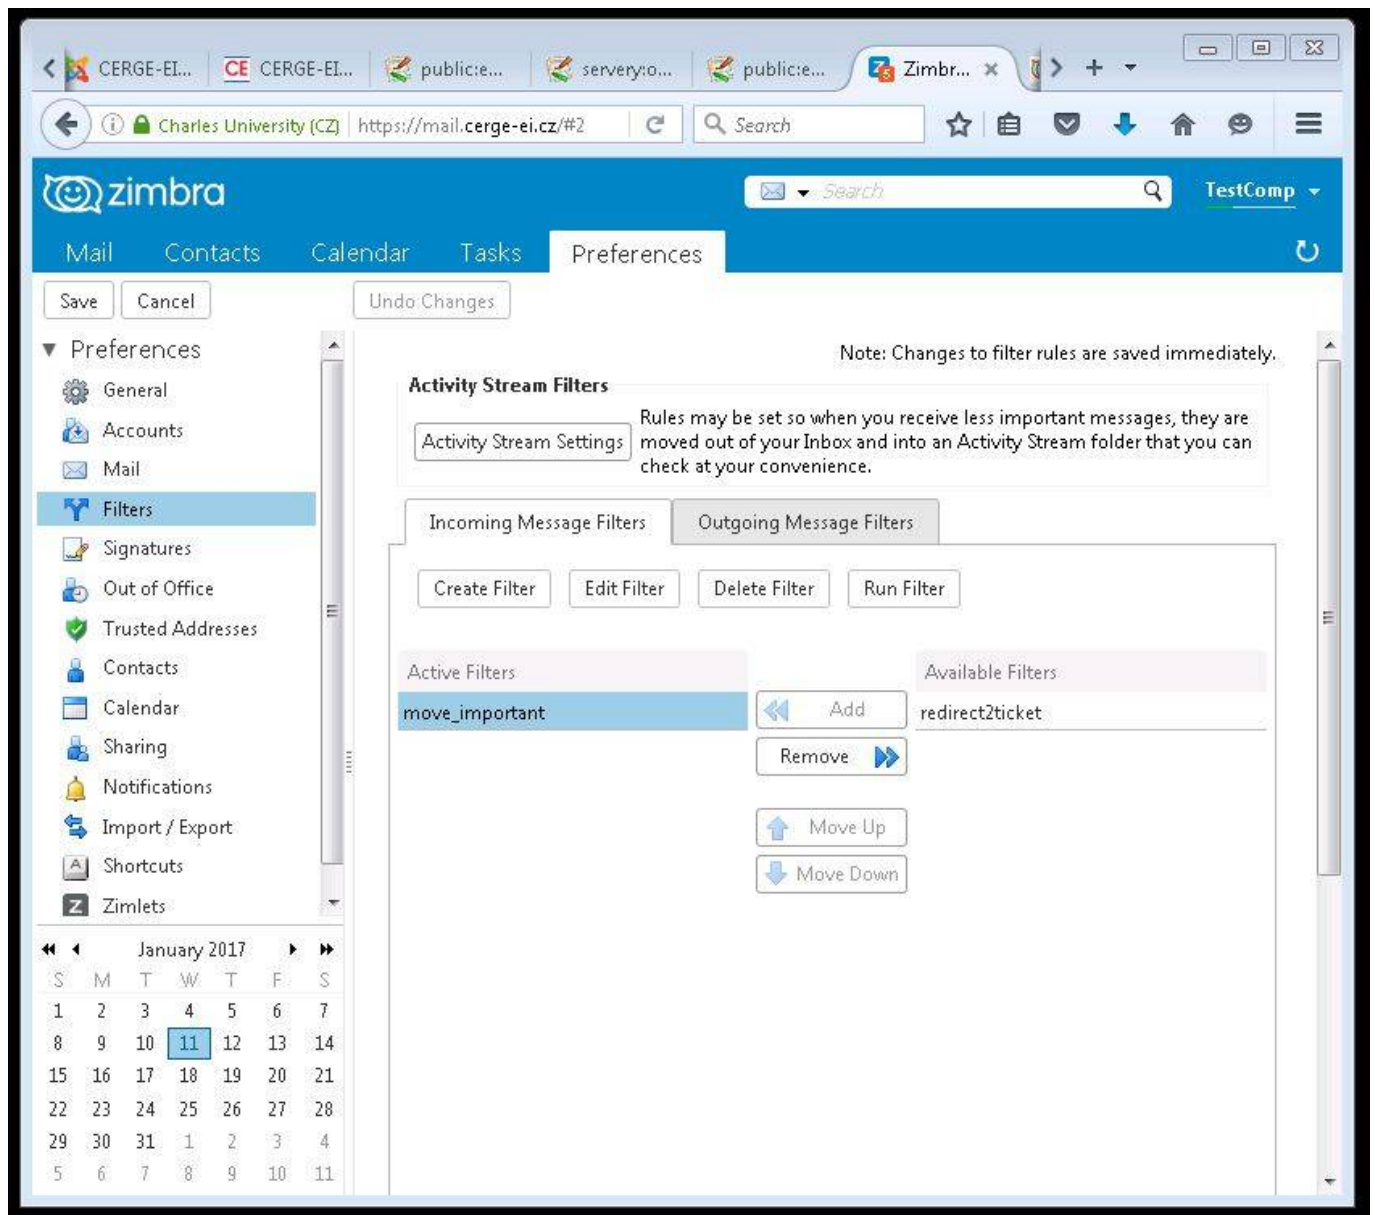 CERGE-EI... CE CERGE-EI... public:e... servery:o... public:e... Zimbr...
Charles University (CZ) https://mail.cerge-ei.cz/#2 Search
zimbra Search TestComp
Mail Contacts Calendar Tasks Preferences
Save Cancel Undo Changes
Preferences
General
Accounts
Mail
Filters
Signatures
Out of Office
Trusted Addresses
Contacts
Calendar
Sharing
Notifications
Import / Export
Shortcuts
Zimlets
January 2017
S M T W T F S
1 2 3 4 5 6 7
8 9 10 11 12 13 14
15 16 17 18 19 20 21
22 23 24 25 26 27 28
29 30 31 1 2 3 4
5 6 7 8 9 10 11
Note: Changes to filter rules are saved immediately.
Activity Stream Filters
Activity Stream Settings
Rules may be set so when you receive less important messages, they are
moved out of your Inbox and into an Activity Stream folder that you can
check at your convenience.
Incoming Message Filters Outgoing Message Filters
Create Filter Edit Filter Delete Filter Run Filter
Active Filters Available Filters
move_important Add redirect2ticket
Remove
Move Up
Move Down